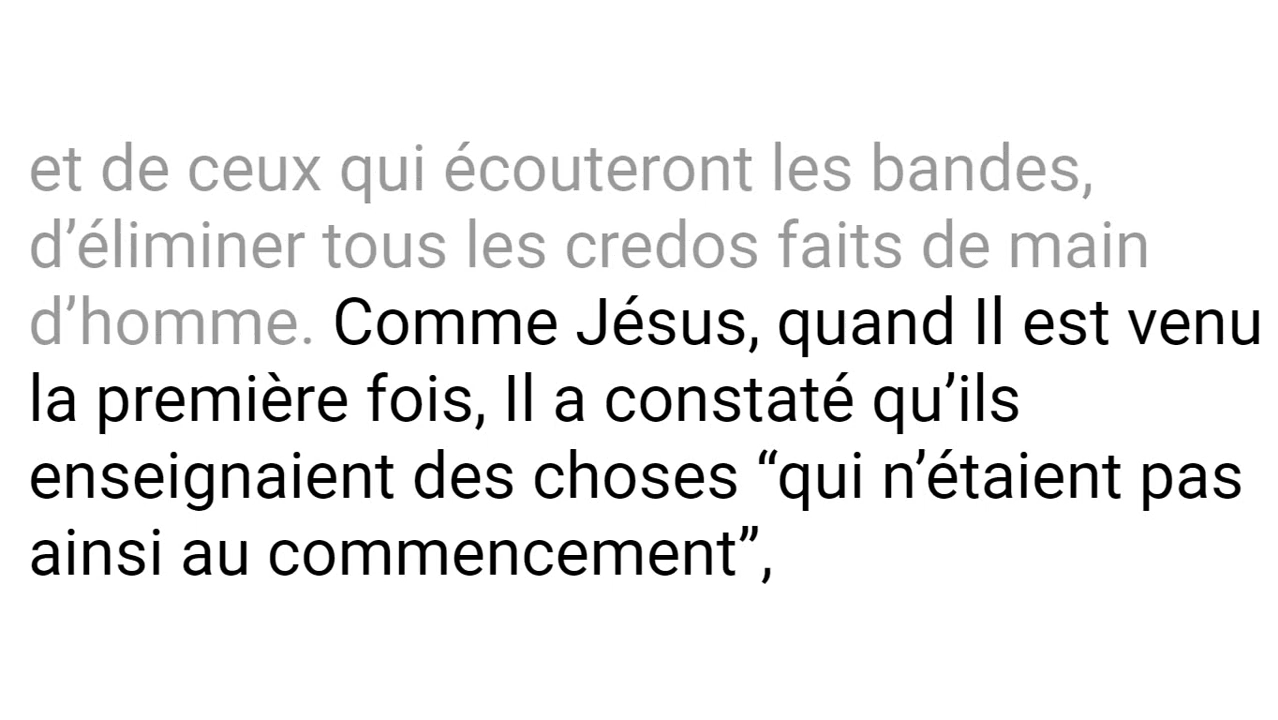 et de ceux qui écouteront les bandes,
d’éliminer tous les credos faits de main
d’homme. Comme Jésus, quand Il est venu
la première fois, Il a constaté qu’ils
enseignaient des choses “qui n’étaient pas
ainsi au commencement”,